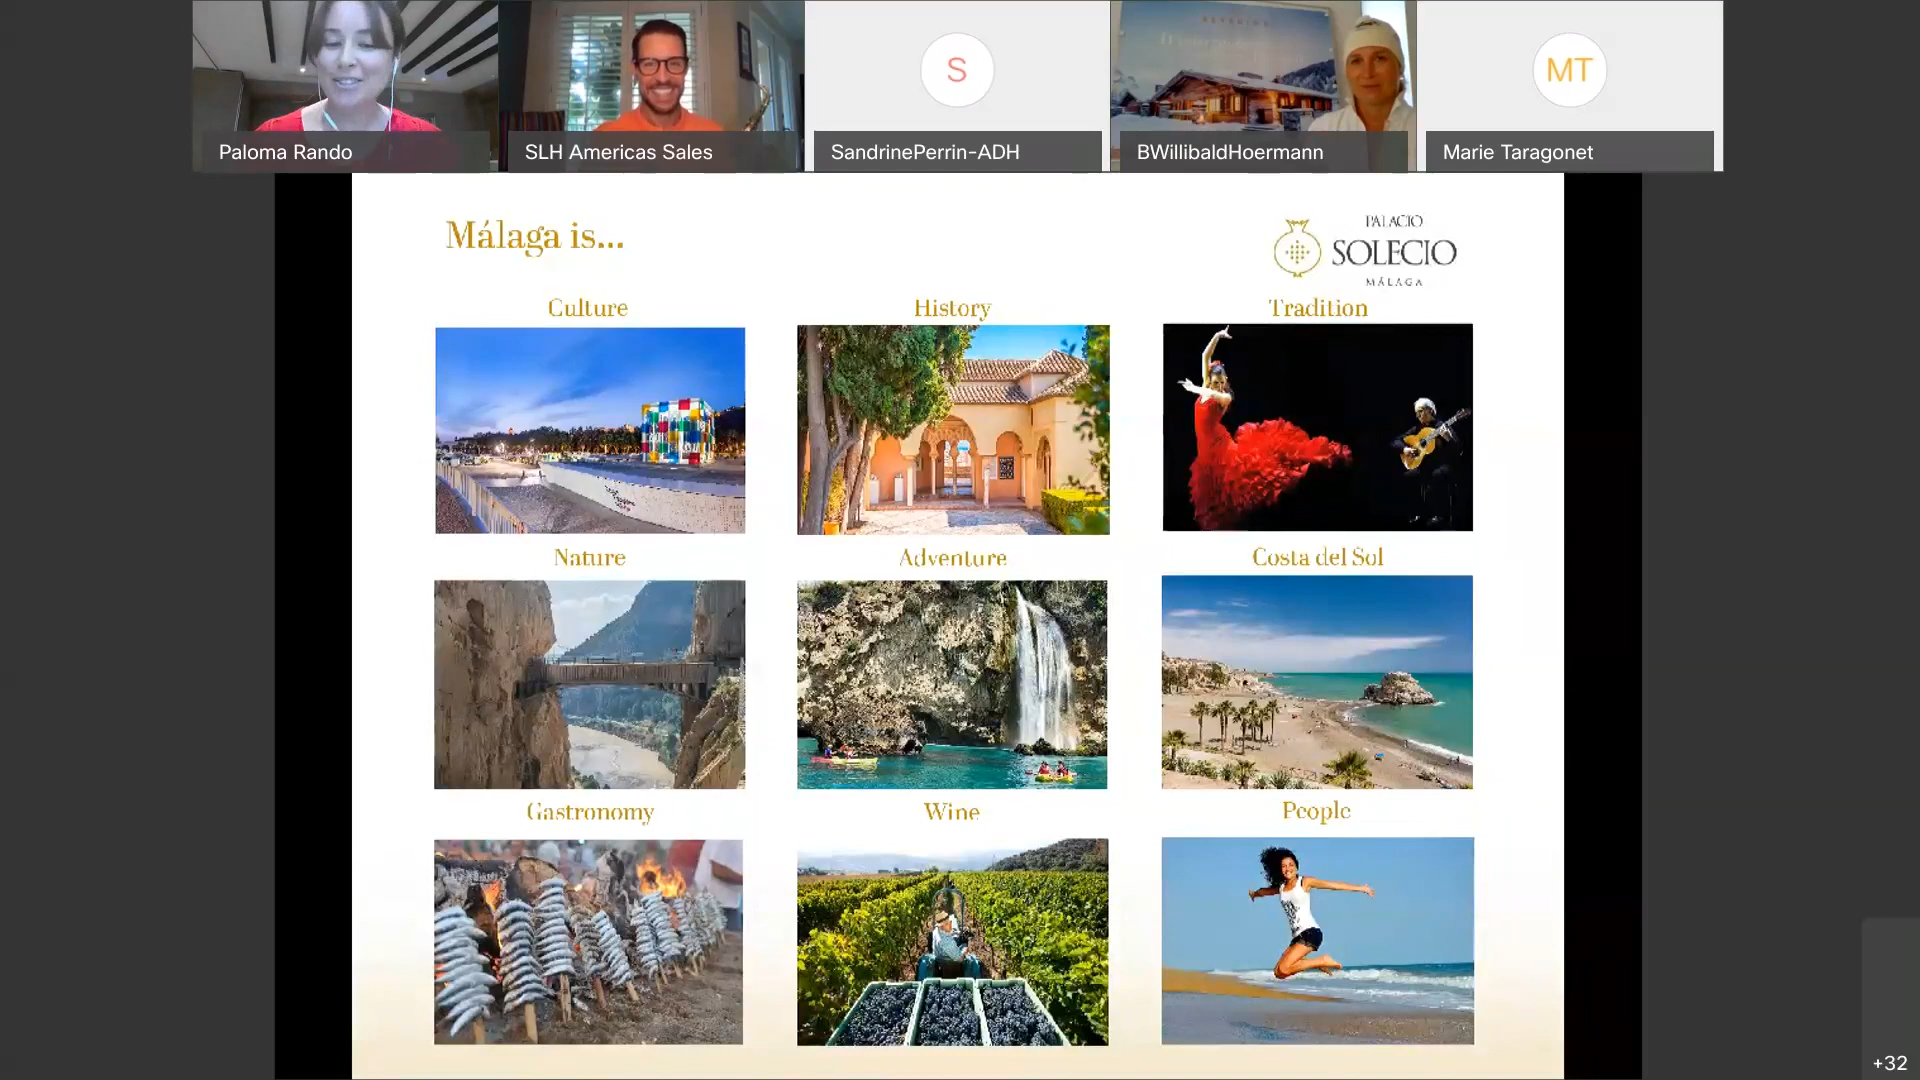 S
MT
Paloma Rando
SLH Americas Sales
SandrinePerrin-ADH
BWillibaldHoermann
Marie Taragonet
Málaga is...
PALACIO
SOLECIO
MÁLAGA
Culture
History
Tradition
Nature
Adventure
Costa del Sol
Gastronomy
Wine
People
+32